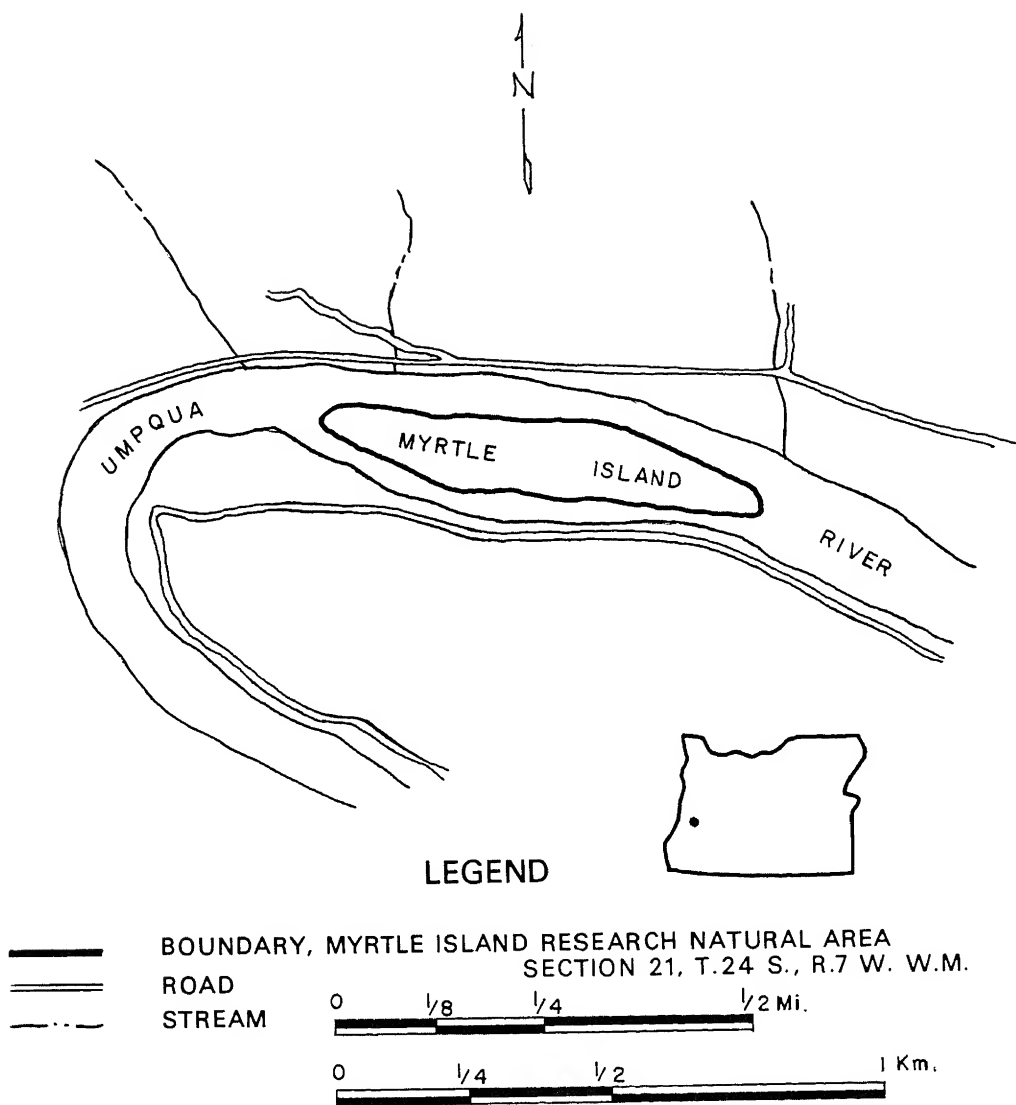 N
UMPQUA
MYRTLE ISLAND
RIVER
LEGEND
BOUNDARY, MYRTLE ISLAND RESEARCH NATURAL AREA
SECTION 21, T.24 S., R.7 W. W.M.
ROAD
STREAM
0 1/8 1/4 1/2 Mi.
0 1/4 1/2 1 Km.